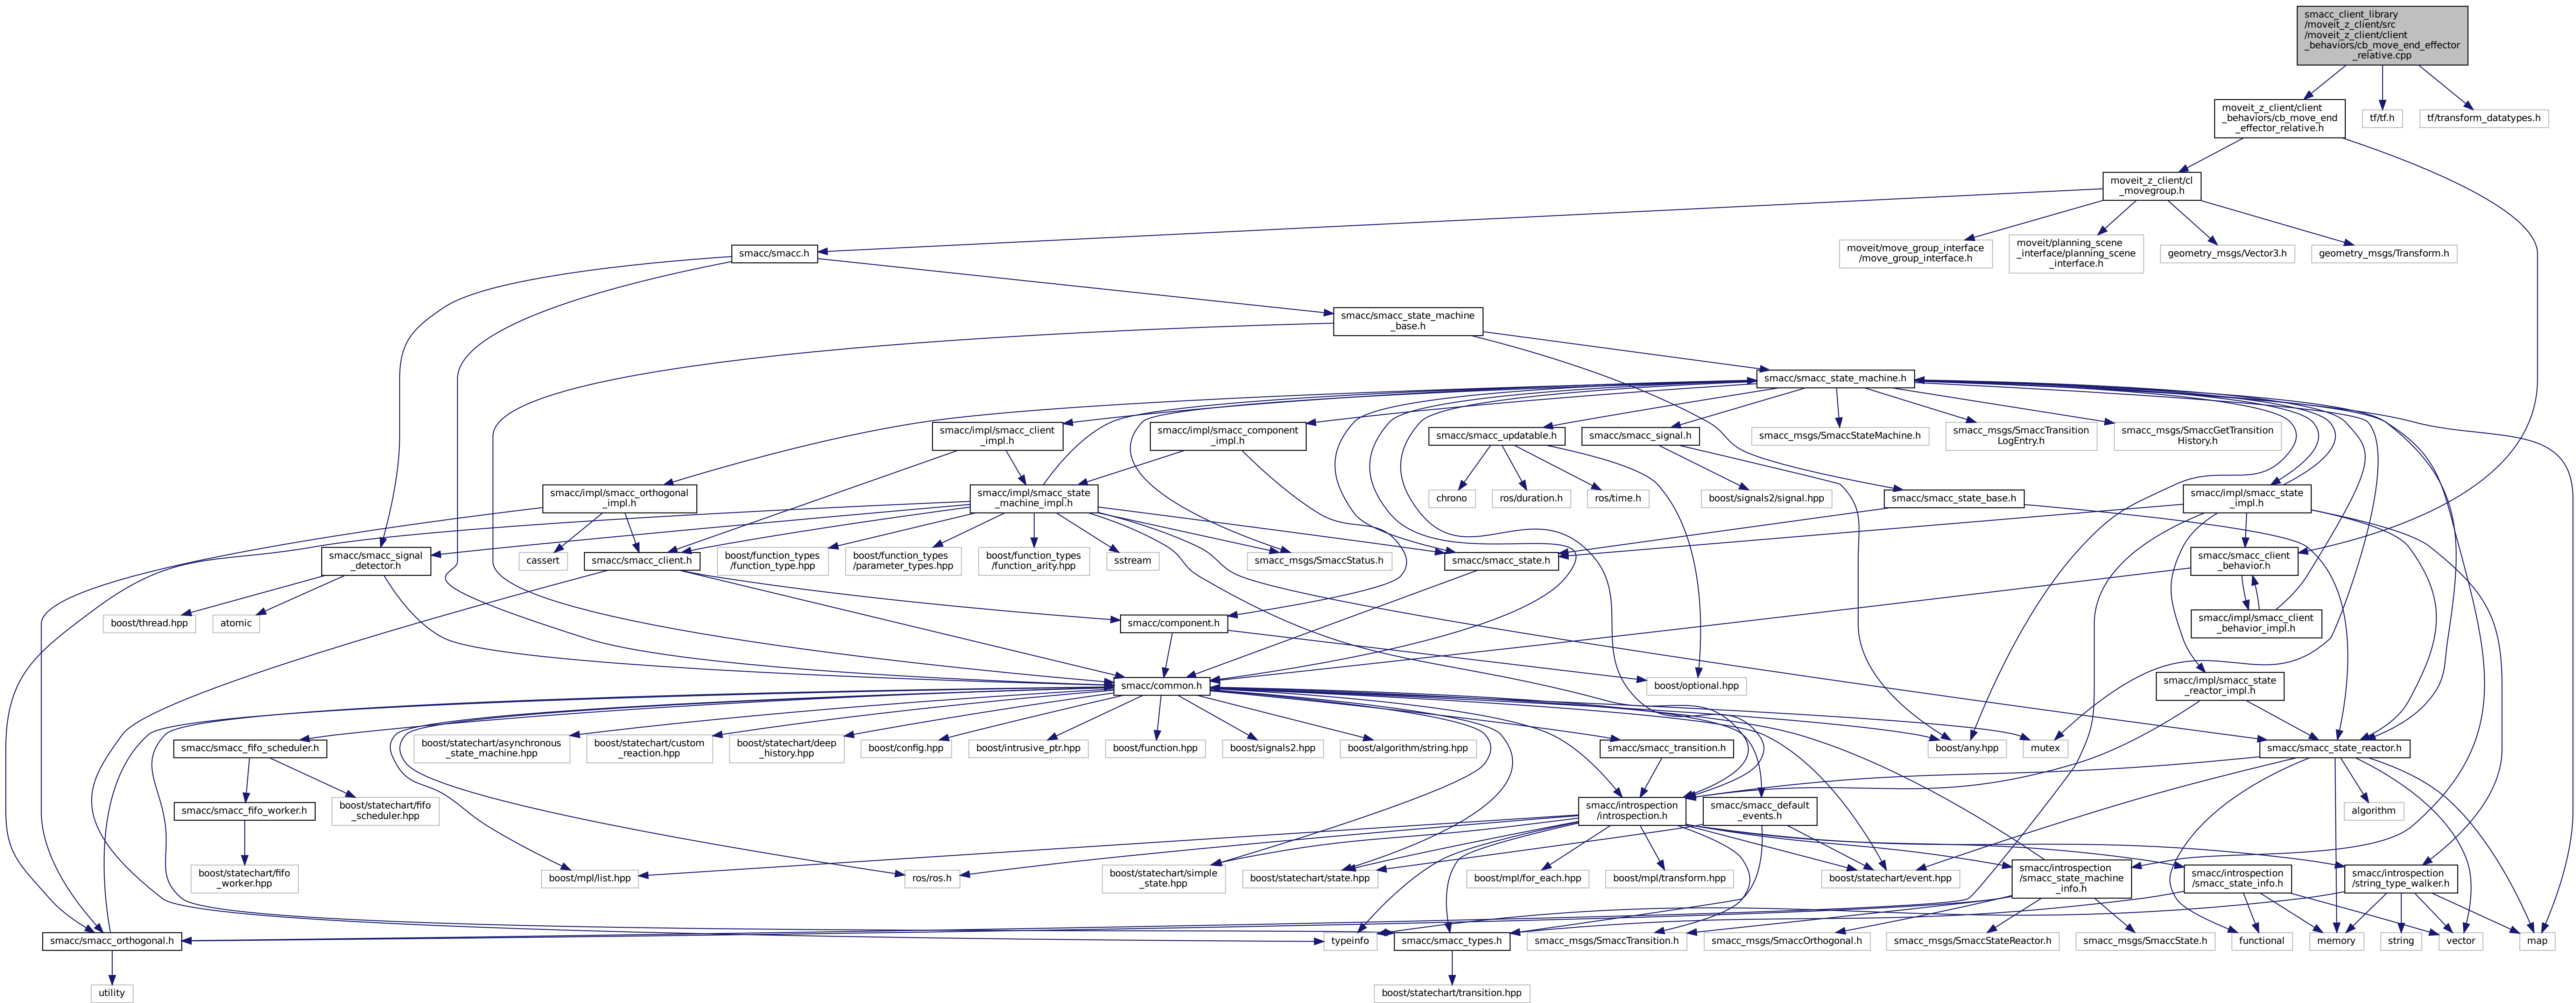 smacc_client_library
/moveit_z_client/src
/moveit_z_client/client
_behaviors/cb_move_end_effector
_relative.cpp
moveit_z_client/client
_behaviors/cb_move_end
_effector_relative.h
tf/tf.h
tf/transform_datatypes.h
moveit_z_client/cl
_movegroup.h
smacc/smacc.h
moveit/move_group_interface
/move_group_interface.h
moveit/planning_scene
_interface/planning_scene
_interface.h
geometry_msgs/Vector3.h
geometry_msgs/Transform.h
smacc/smacc_state_machine
_base.h
smacc/smacc_state_machine.h
smacc/impl/smacc_client
_impl.h
smacc/impl/smacc_component
_impl.h
smacc/smacc_updatable.h
smacc/smacc_signal.h
smacc_msgs/SmaccStateMachine.h
smacc_msgs/SmaccTransition
LogEntry.h
smacc_msgs/SmaccGetTransition
History.h
smacc/impl/smacc_orthogonal
_impl.h
smacc/impl/smacc_state
_machine_impl.h
chrono
ros/duration.h
ros/time.h
boost/signals2/signal.hpp
smacc/smacc_state_base.h
smacc/impl/smacc_state
_impl.h
smacc/smacc_signal
_detector.h
cassert
smacc/smacc_client.h
boost/function_types
/function_type.hpp
boost/function_types
/parameter_types.hpp
boost/function_types
/function_arity.hpp
sstream
smacc_msgs/SmaccStatus.h
smacc/smacc_state.h
smacc/smacc_client
_behavior.h
boost/thread.hpp
atomic
smacc/component.h
smacc/impl/smacc_client
_behavior_impl.h
smacc/common.h
boost/optional.hpp
smacc/impl/smacc_state
_reactor_impl.h
smacc/smacc_fifo_scheduler.h
boost/statechart/asynchronous
_state_machine.hpp
boost/statechart/custom
_reaction.hpp
boost/statechart/deep
_history.hpp
boost/config.hpp
boost/intrusive_ptr.hpp
boost/function.hpp
boost/signals2.hpp
boost/algorithm/string.hpp
smacc/smacc_transition.h
boost/any.hpp
mutex
smacc/smacc_state_reactor.h
smacc/smacc_fifo_worker.h
boost/statechart/fifo
_scheduler.hpp
smacc/introspection
/introspection.h
smacc/smacc_default
_events.h
algorithm
boost/statechart/fifo
_worker.hpp
boost/mpl/list.hpp
ros/ros.h
boost/statechart/simple
_state.hpp
boost/statechart/state.hpp
boost/mpl/for_each.hpp
boost/mpl/transform.hpp
boost/statechart/event.hpp
smacc/introspection
/smacc_state_machine
_info.h
smacc/introspection
/smacc_state_info.h
smacc/introspection
/string_type_walker.h
smacc/smacc_orthogonal.h
typeinfo
smacc/smacc_types.h
smacc_msgs/SmaccTransition.h
smacc_msgs/SmaccOrthogonal.h
smacc_msgs/SmaccStateReactor.h
smacc_msgs/SmaccState.h
functional
memory
string
vector
map
utility
boost/statechart/transition.hpp